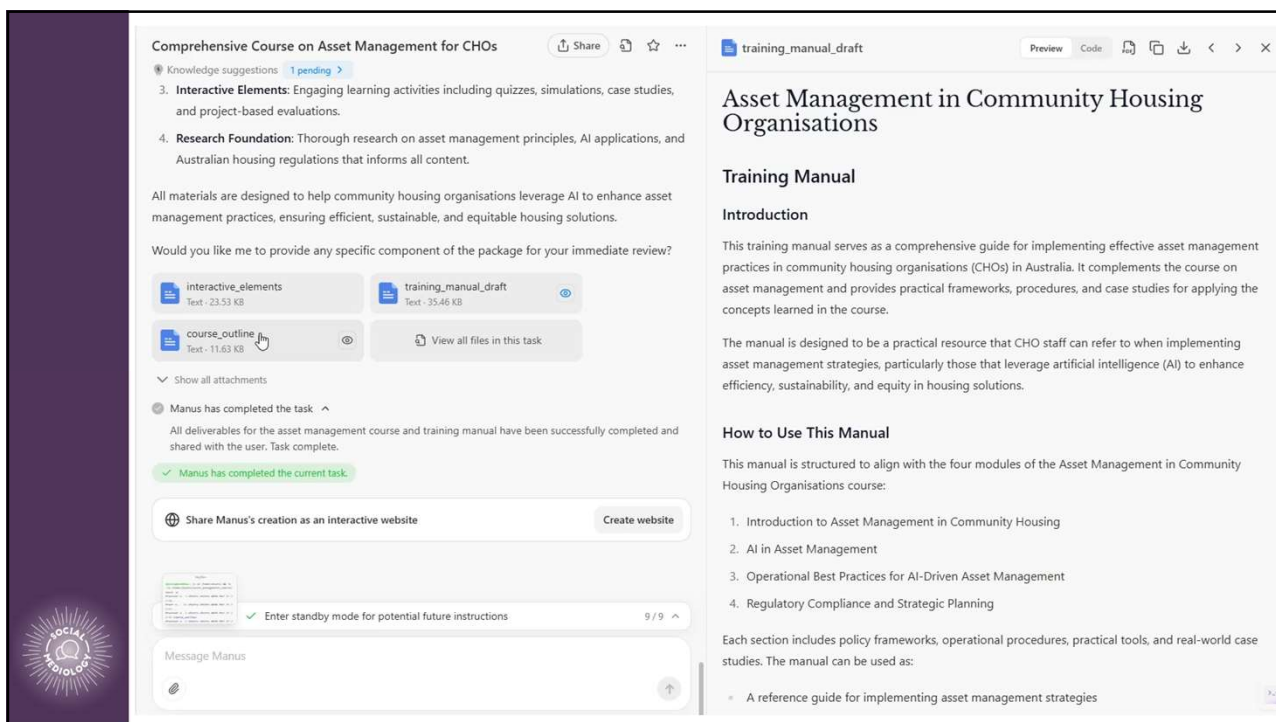 Comprehensive Course on Asset Management for CHOs
Share
Knowledge suggestions 1 pending >
3. Interactive Elements: Engaging learning activities including quizzes, simulations, case studies,
and project-based evaluations.
4. Research Foundation: Thorough research on asset management principles, AI applications, and
Australian housing regulations that informs all content.
All materials are designed to help community housing organisations leverage AI to enhance asset
management practices, ensuring efficient, sustainable, and equitable housing solutions.
Would you like me to provide any specific component of the package for your immediate review?
interactive_elements
Text · 23.53 KB
training_manual_draft
Text · 35.46 KB
course_outline
Text · 11.63 KB
View all files in this task
Show all attachments
Manus has completed the task
All deliverables for the asset management course and training manual have been successfully completed and
shared with the user. Task complete.
Manus has completed the current task.
Share Manus's creation as an interactive website
Create website
Enter standby mode for potential future instructions
9 / 9
Message Manus
SOCIAL
MEDIOLOGY
training_manual_draft
Preview Code
Asset Management in Community Housing
Organisations
Training Manual
Introduction
This training manual serves as a comprehensive guide for implementing effective asset management
practices in community housing organisations (CHOs) in Australia. It complements the course on
asset management and provides practical frameworks, procedures, and case studies for applying the
concepts learned in the course.
The manual is designed to be a practical resource that CHO staff can refer to when implementing
asset management strategies, particularly those that leverage artificial intelligence (AI) to enhance
efficiency, sustainability, and equity in housing solutions.
How to Use This Manual
This manual is structured to align with the four modules of the Asset Management in Community
Housing Organisations course:
1. Introduction to Asset Management in Community Housing
2. AI in Asset Management
3. Operational Best Practices for AI-Driven Asset Management
4. Regulatory Compliance and Strategic Planning
Each section includes policy frameworks, operational procedures, practical tools, and real-world case
studies. The manual can be used as:
A reference guide for implementing asset management strategies